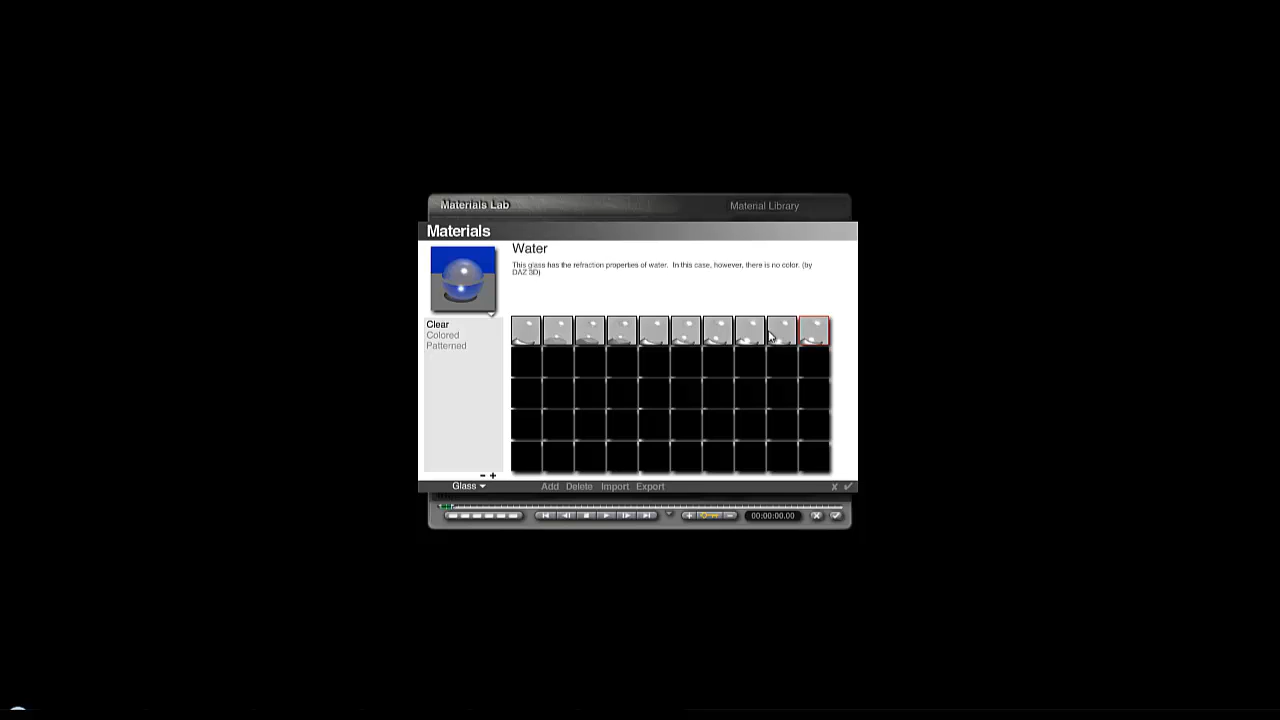 Materials Lab
Material Library
Materials
Water
This glass has the refraction properties of water. In this case, however, there is no color. (by
DAZ 3D)
Clear
Colored
Patterned
- +
Glass
Add Delete Import Export
00:00:00.00